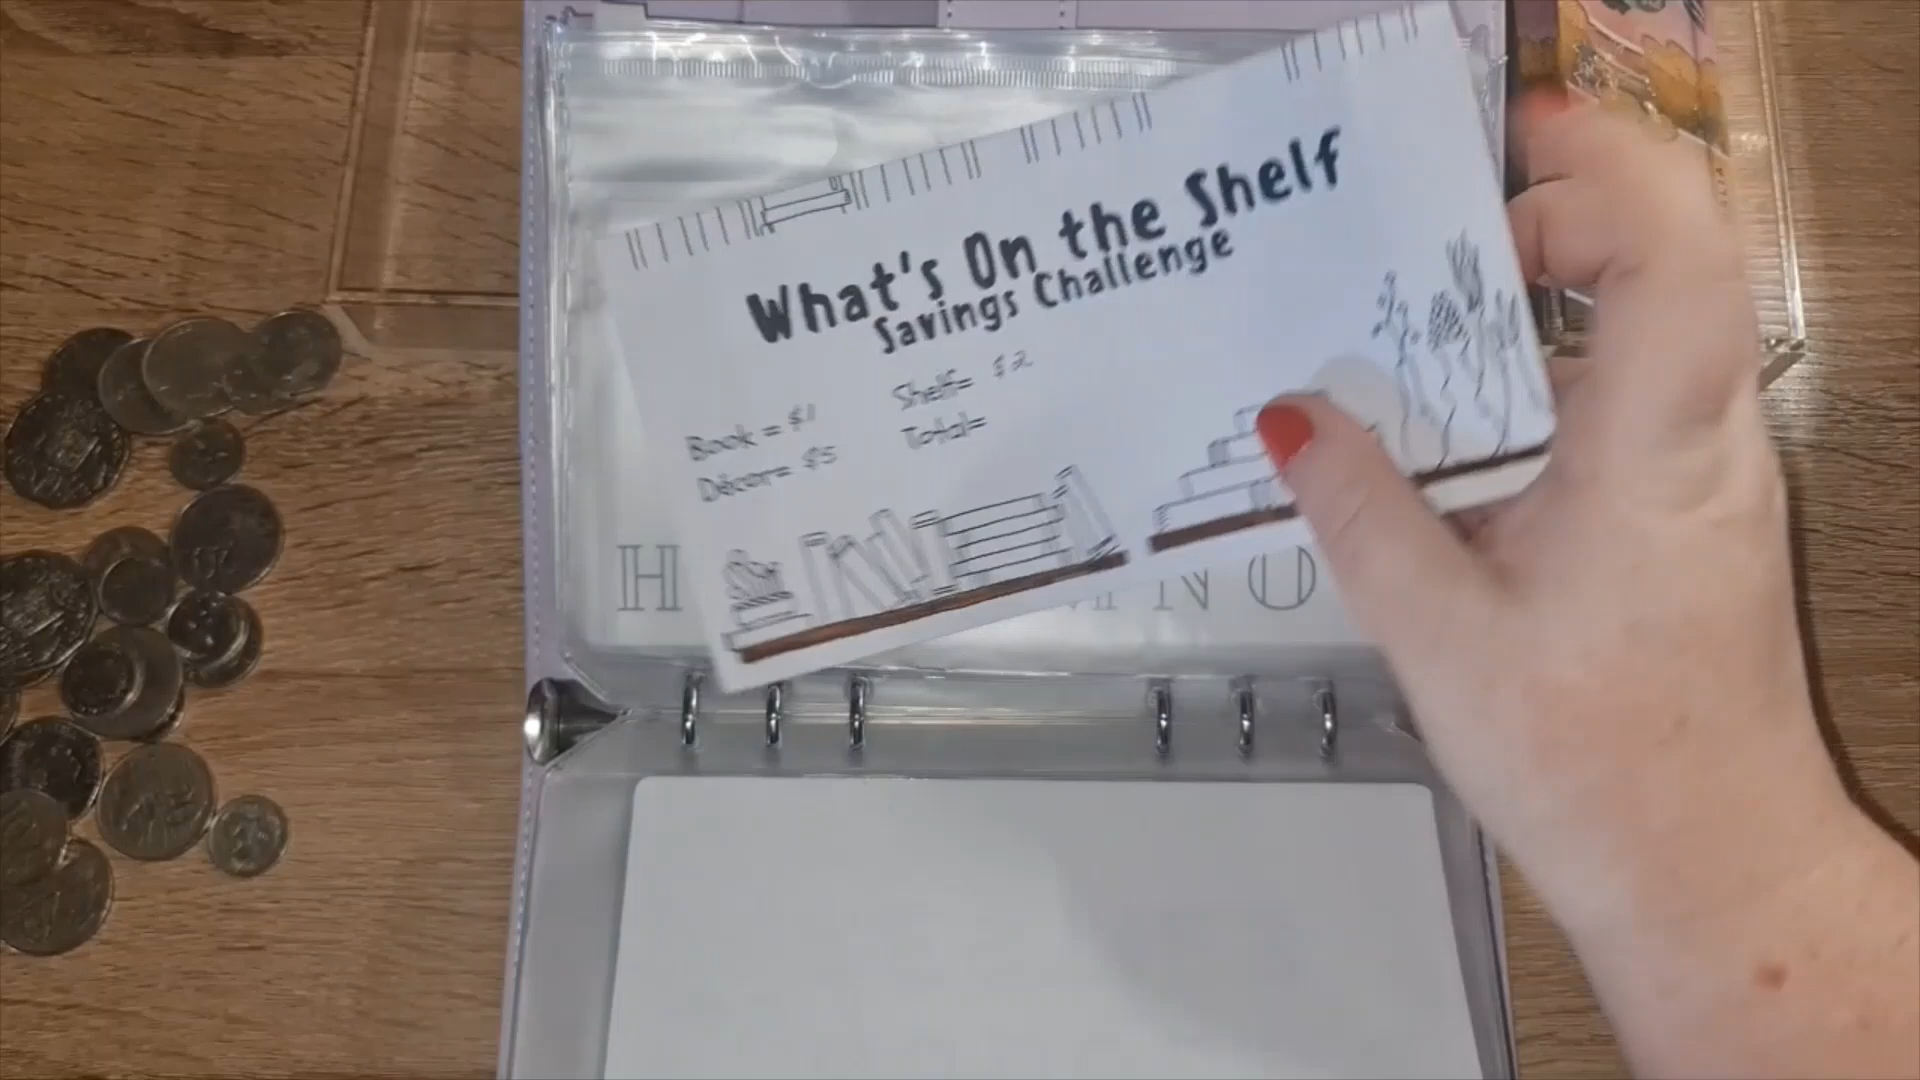 What's On the Shelf
Savings Challenge
Book = $1
Décor= $5
Shelf= $2
Total=